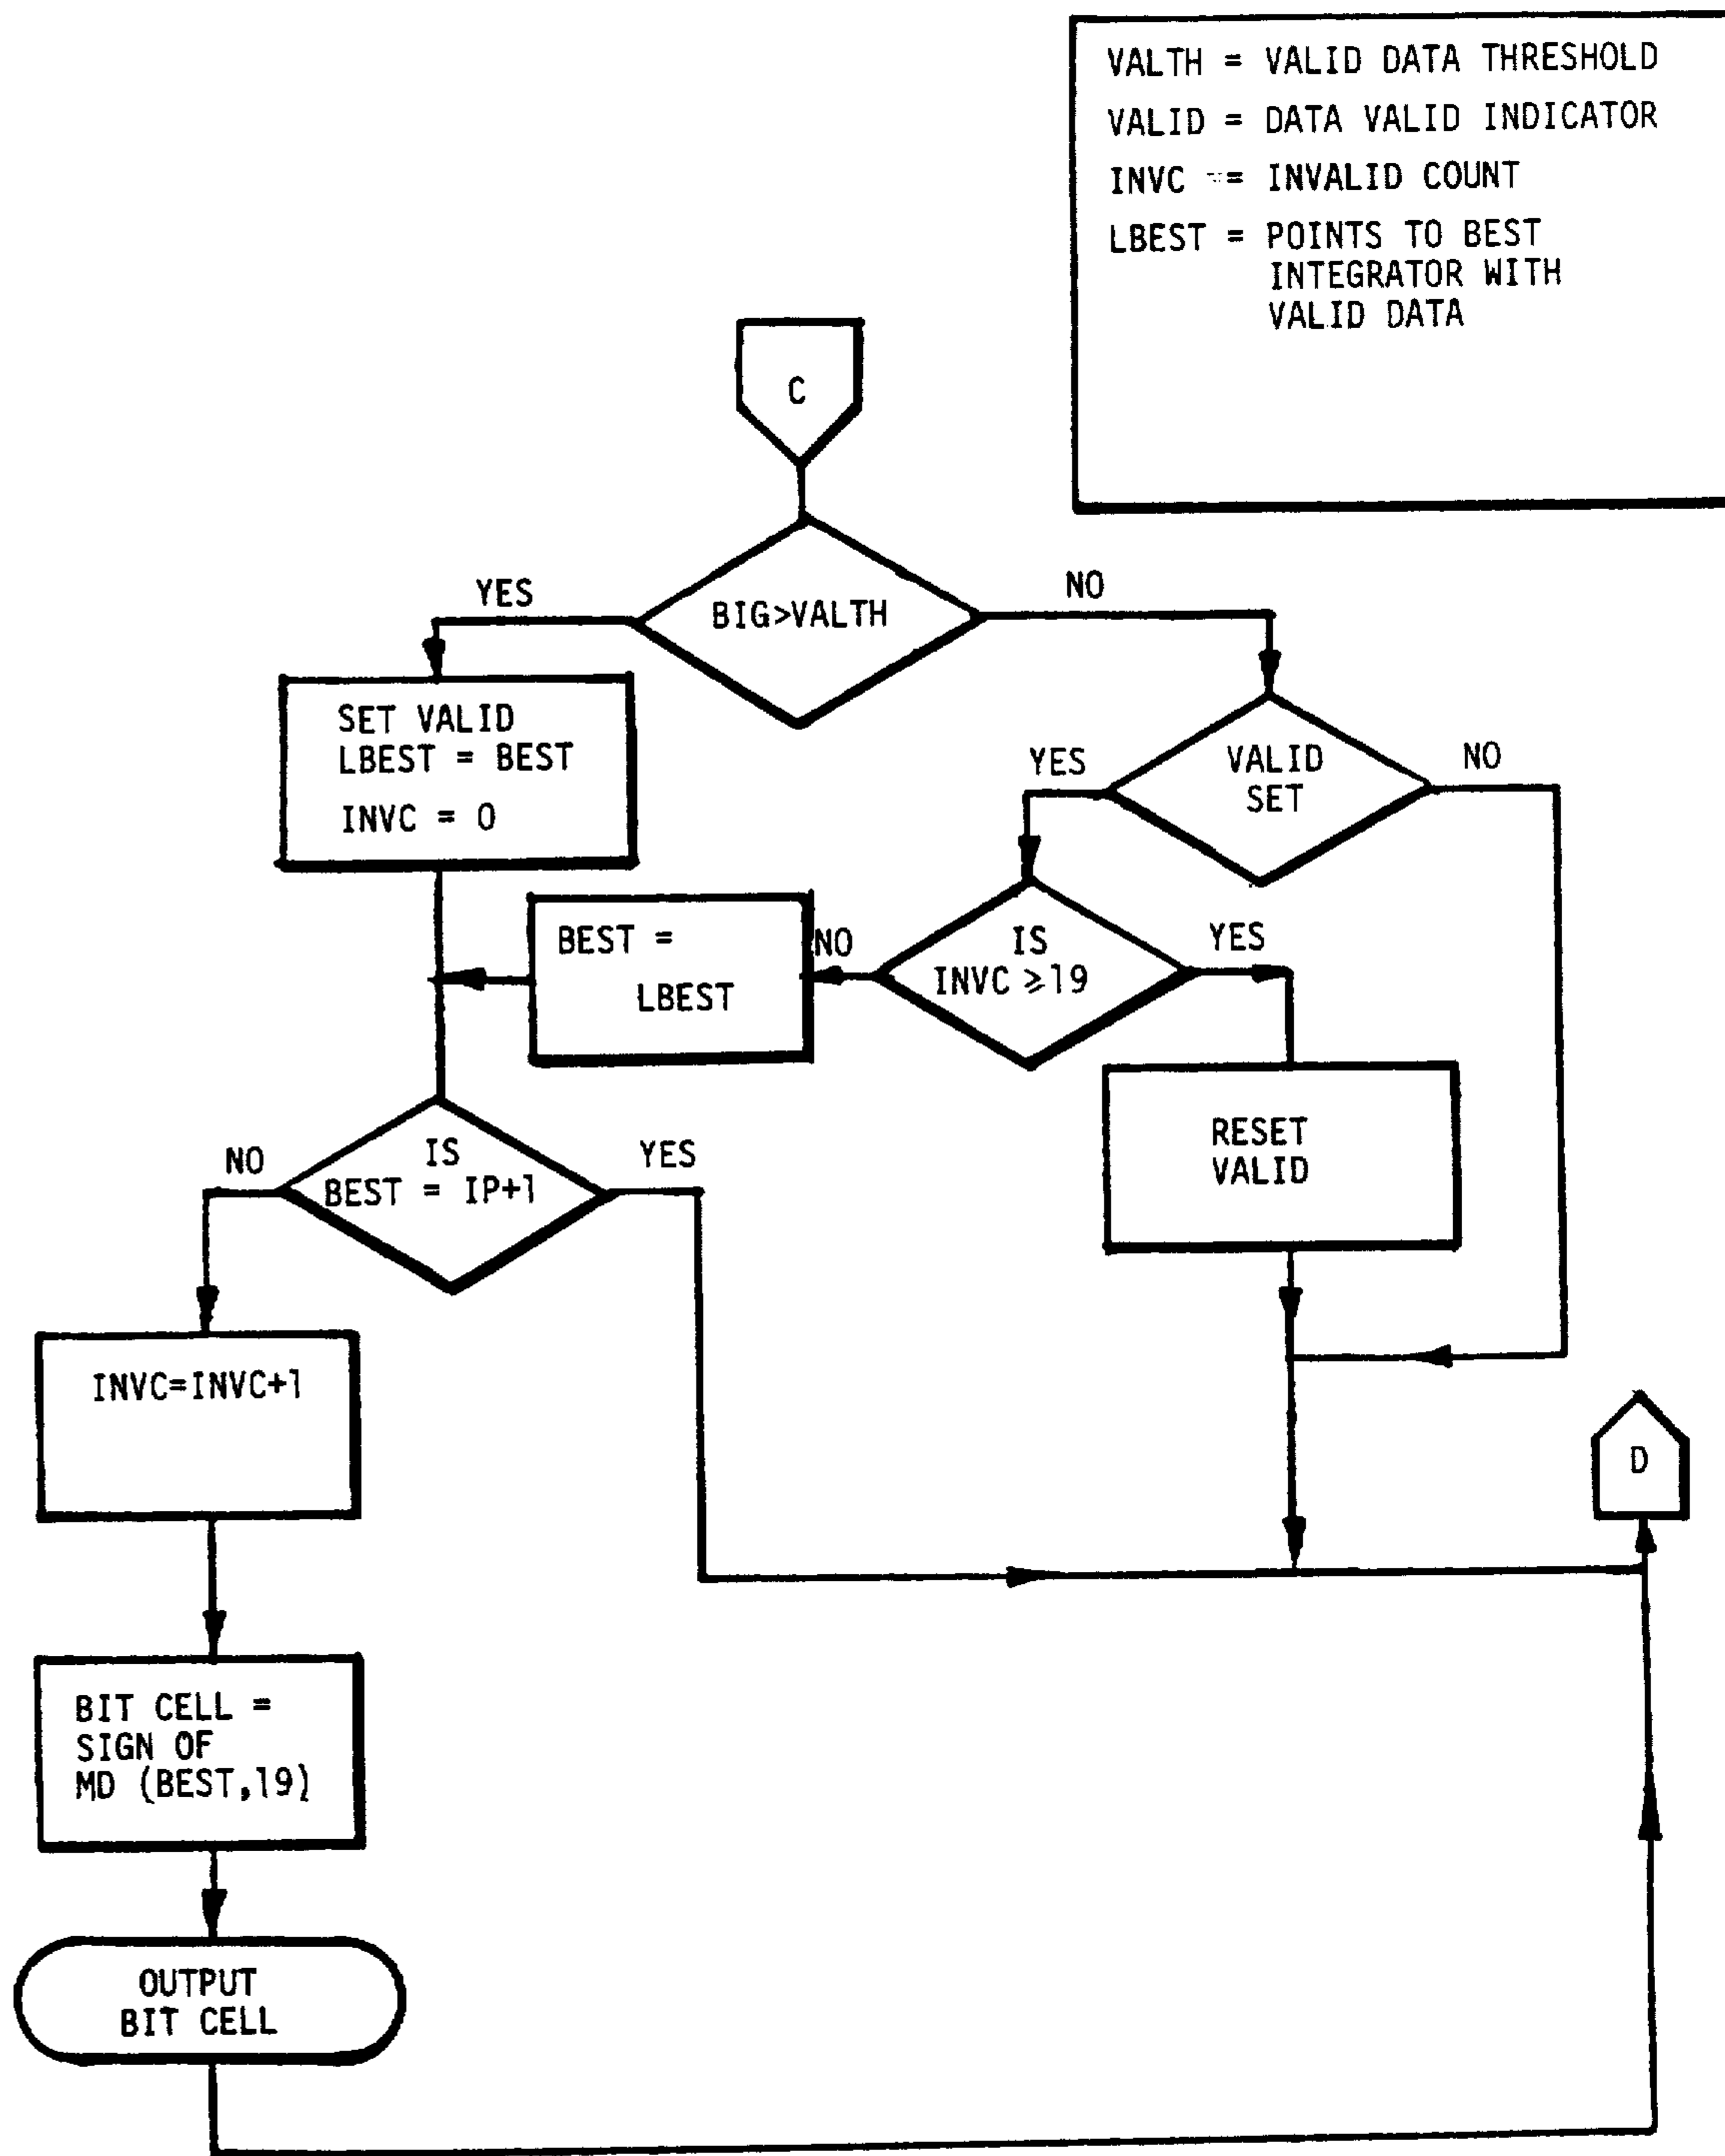 VALTH = VALID DATA THRESHOLD
VALID = DATA VALID INDICATOR
INVC = INVALID COUNT
LBEST = POINTS TO BEST
INTEGRATOR WITH
VALID DATA
C
YES
BIG>VALTH
NO
SET VALID
LBEST = BEST
INVC = 0
YES
VALID
SET
NO
BEST =
LBEST
NO
IS
INVC ≥19
YES
RESET
VALID
NO
IS
BEST = IP+1
YES
INVC=INVC+1
D
BIT CELL =
SIGN OF
MD (BEST,19)
OUTPUT
BIT CELL